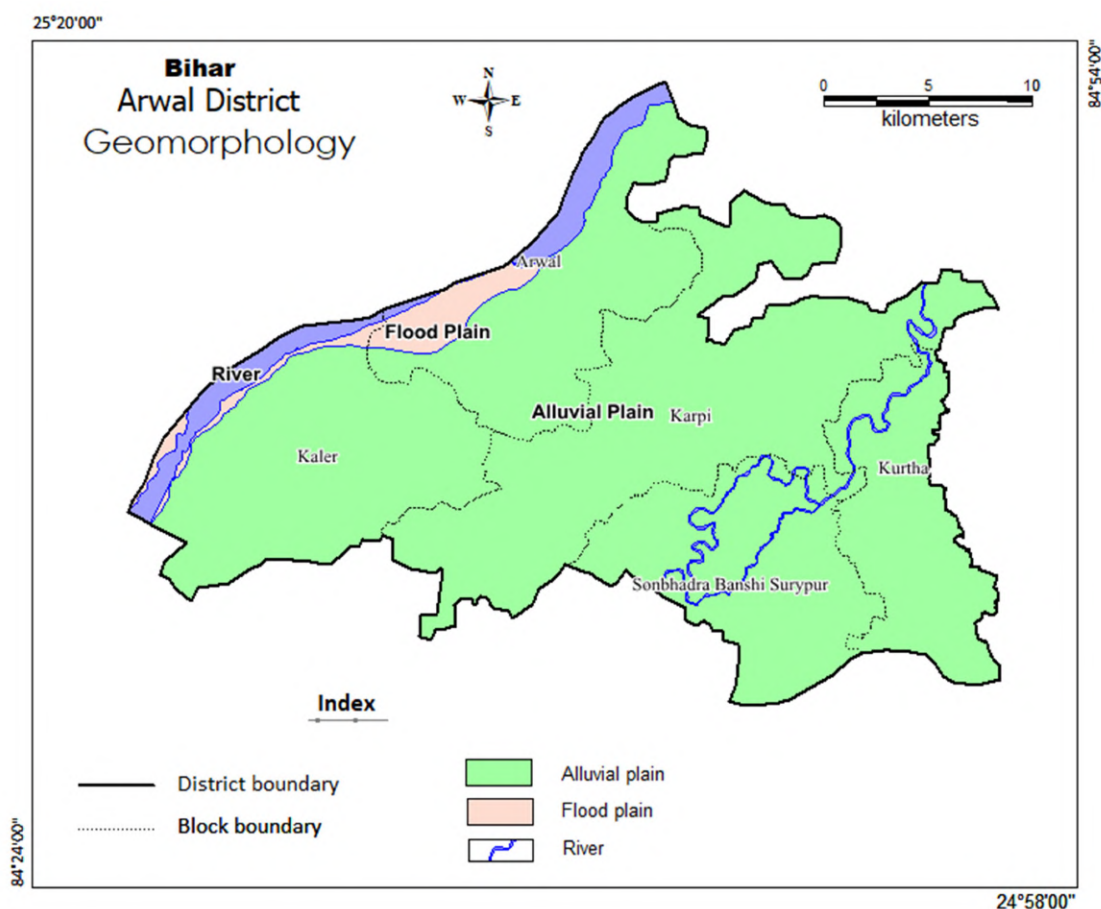 25°20'00"
84°54'00"
Bihar
Arwal District
Geomorphology
N
W E
S
0 5 10
kilometers
Arwal
Flood Plain
River
Alluvial Plain
Karpi
Kaler
Kurtha
Sonbhadra Banshi Surypur
Index
District boundary
Block boundary
Alluvial plain
Flood plain
River
84°24'00"
24°58'00"